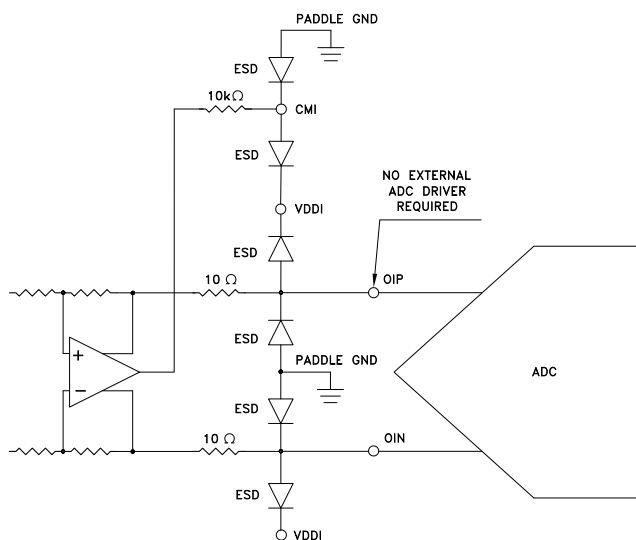 PADDLE GND
ESD
10kΩ
CMI
ESD
NO EXTERNAL
ADC DRIVER
REQUIRED
VDDI
ESD
10 Ω
OIP
ESD
PADDLE GND
+
−
ADC
ESD
10 Ω
OIN
ESD
VDDI